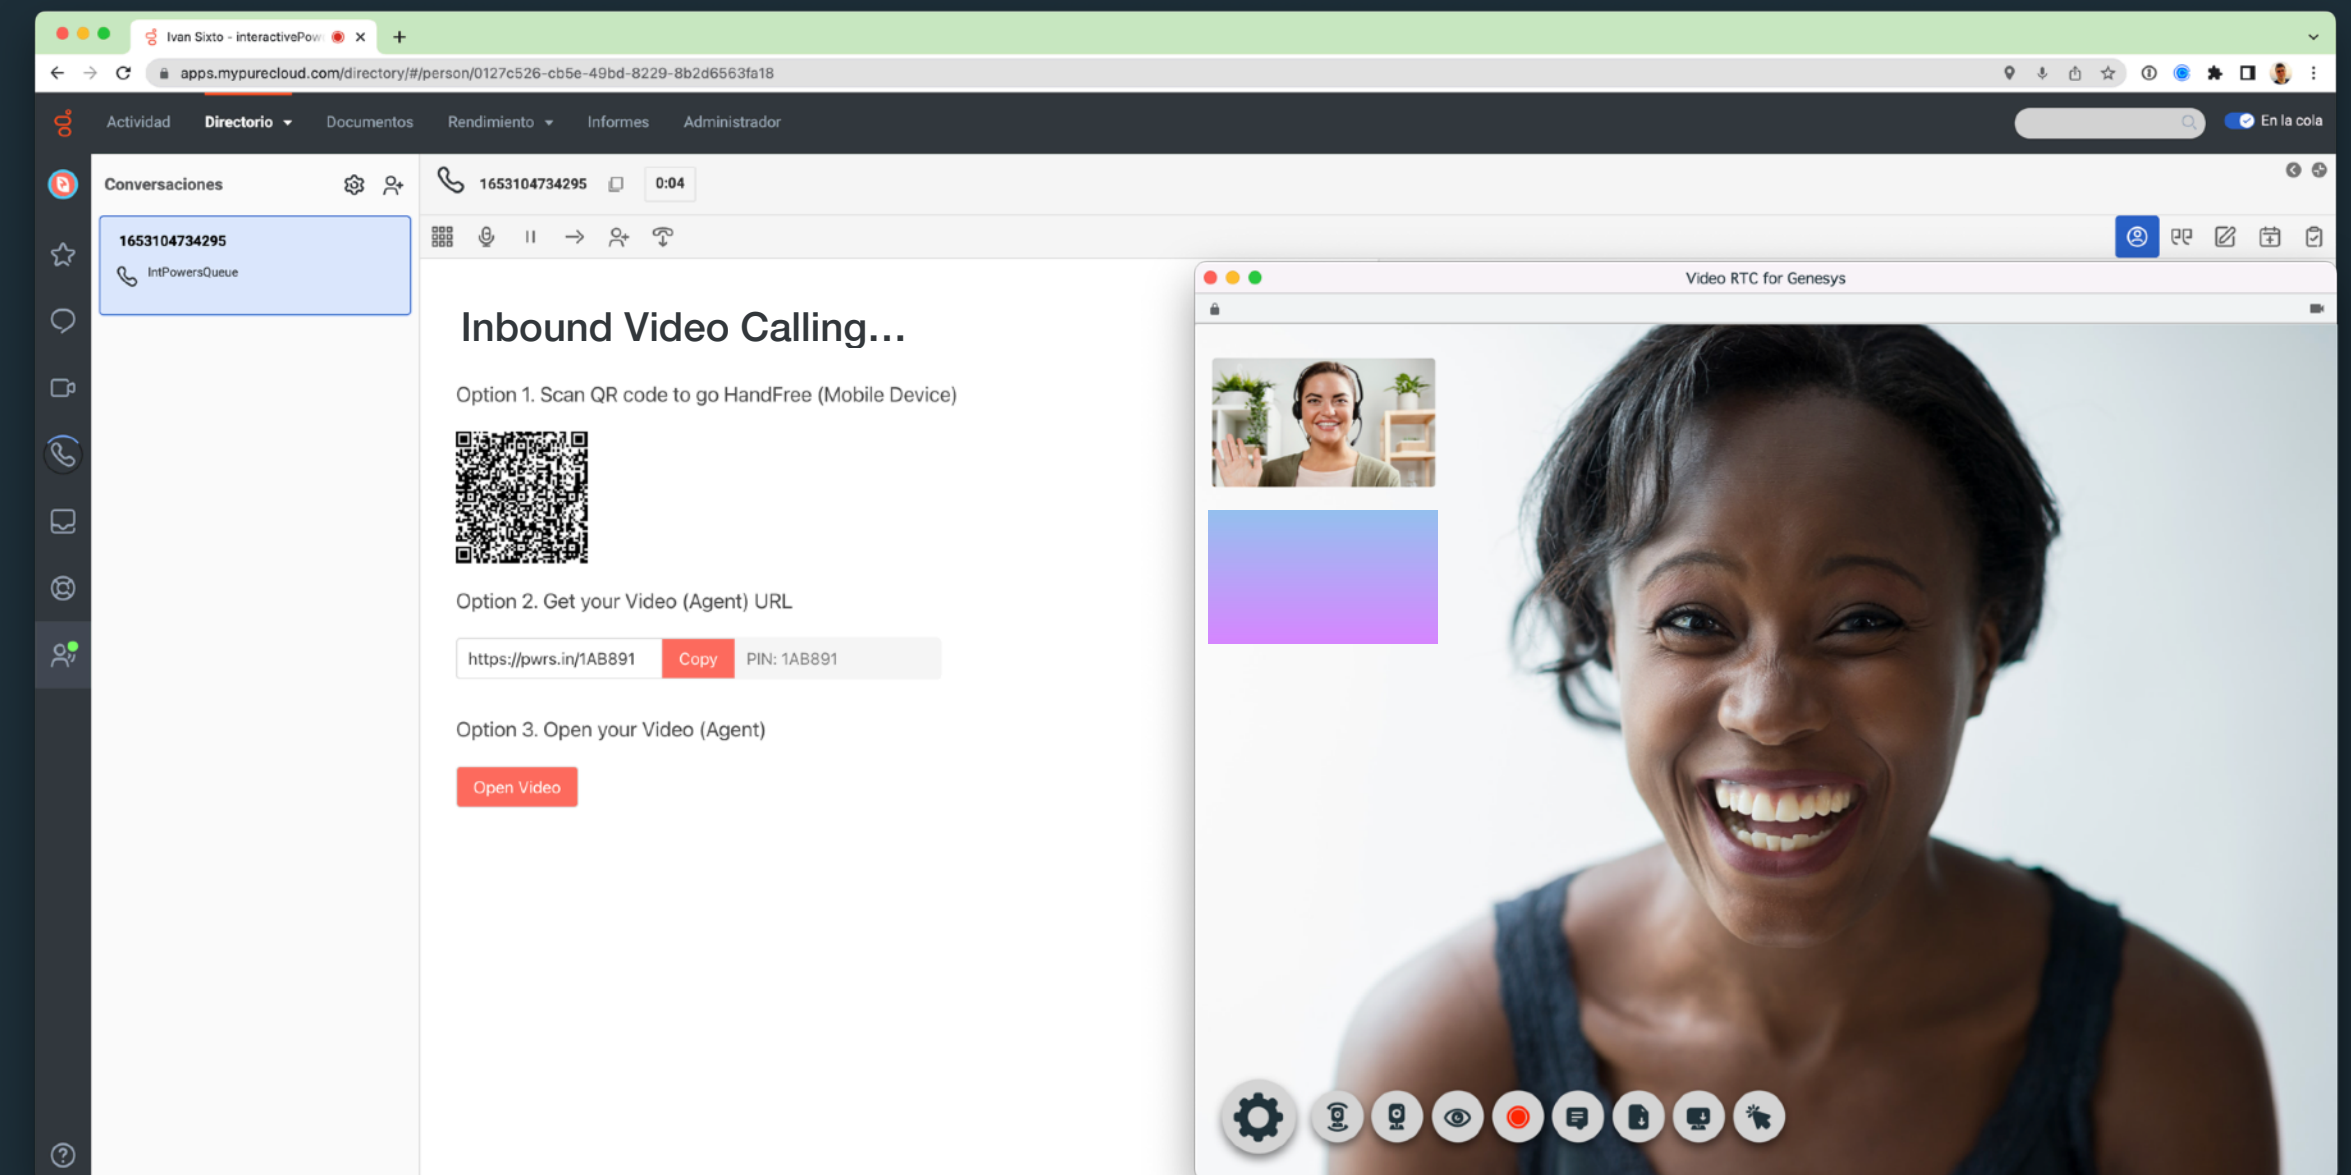 Ivan Sixto - interactivePow
apps.mypurecloud.com/directory/#/person/0127c526-cb5e-49bd-8229-8b2d6563fa18
Actividad Directorio Documentos Rendimiento Informes Administrador En la cola
Conversaciones
1653104734295 0:04
1653104734295
IntPowersQueue
Video RTC for Genesys
Inbound Video Calling...
Option 1. Scan QR code to go HandFree (Mobile Device)
Option 2. Get your Video (Agent) URL
https://pwrs.in/1AB891 Copy PIN: 1AB891
Option 3. Open your Video (Agent)
Open Video